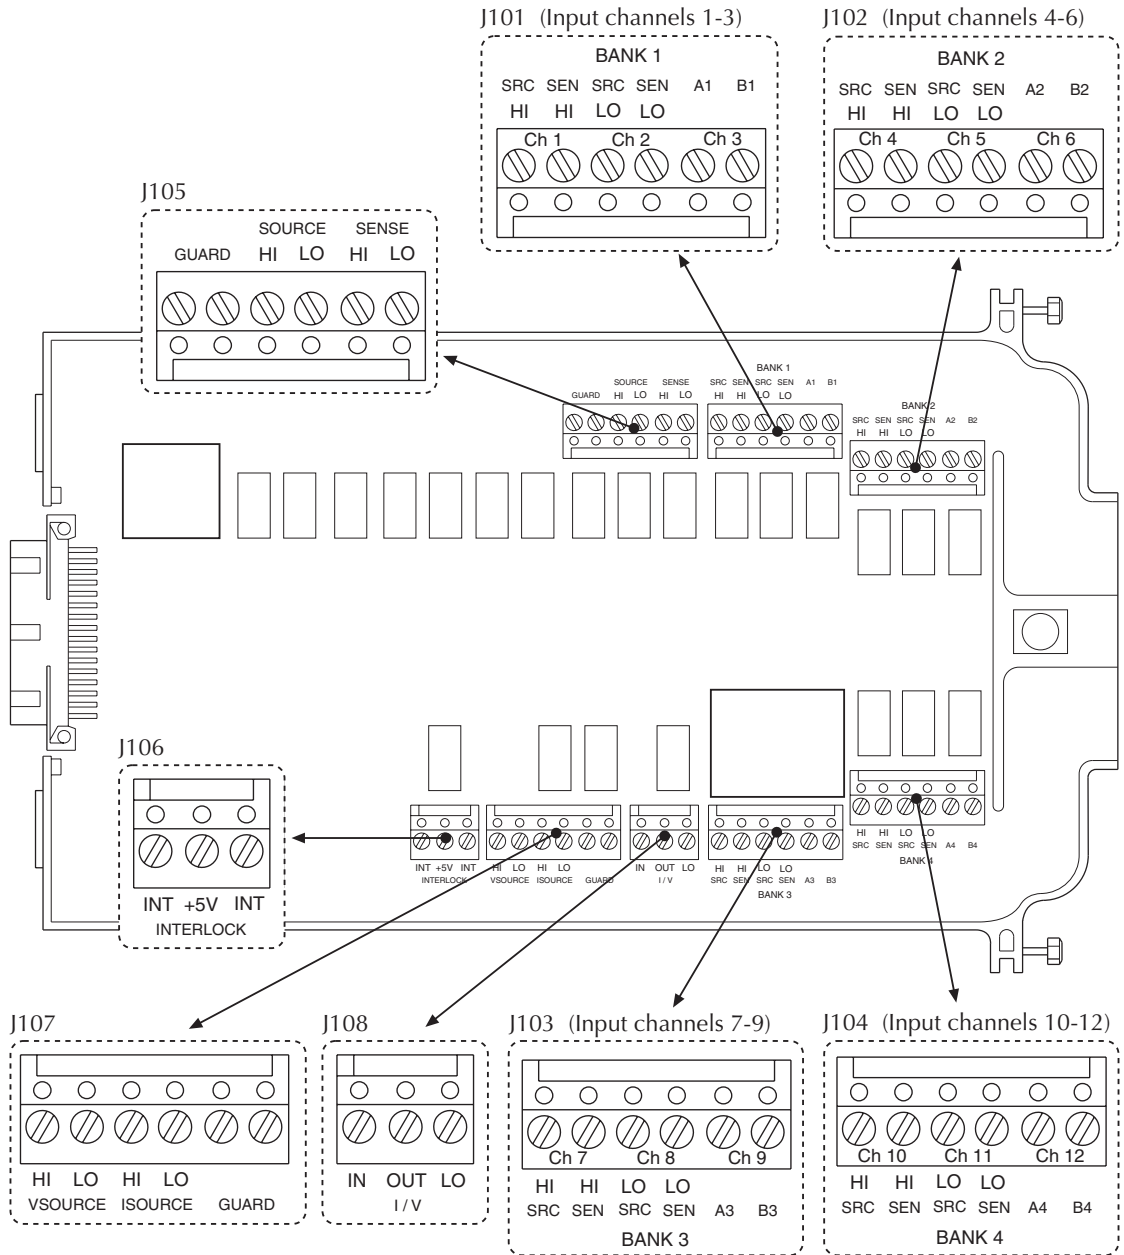 J101 (Input channels 1-3)
BANK 1
SRC SEN SRC SEN A1 B1
HI HI LO LO
Ch 1 Ch 2 Ch 3
J102 (Input channels 4-6)
BANK 2
SRC SEN SRC SEN A2 B2
HI HI LO LO
Ch 4 Ch 5 Ch 6
J105
SOURCE SENSE
GUARD HI LO HI LO
SOURCE SENSE
GUARD HI LO HI LO
BANK 1
SRC SEN SRC SEN A1 B1
HI HI LO LO
BANK 2
SRC SEN SRC SEN A2 B2
HI HI LO LO
J106
INT +5V INT
INTERLOCK
INT +5V INT
INTERLOCK
HI LO HI LO
VSOURCE ISOURCE GUARD
IN OUT LO
I / V
HI HI LO LO
SRC SEN SRC SEN A3 B3
BANK 3
HI HI LO LO
SRC SEN SRC SEN A4 B4
BANK 4
J107
HI LO HI LO
VSOURCE ISOURCE GUARD
J108
IN OUT LO
I / V
J103 (Input channels 7-9)
Ch 7 Ch 8 Ch 9
HI HI LO LO
SRC SEN SRC SEN A3 B3
BANK 3
J104 (Input channels 10-12)
Ch 10 Ch 11 Ch 12
HI HI LO LO
SRC SEN SRC SEN A4 B4
BANK 4